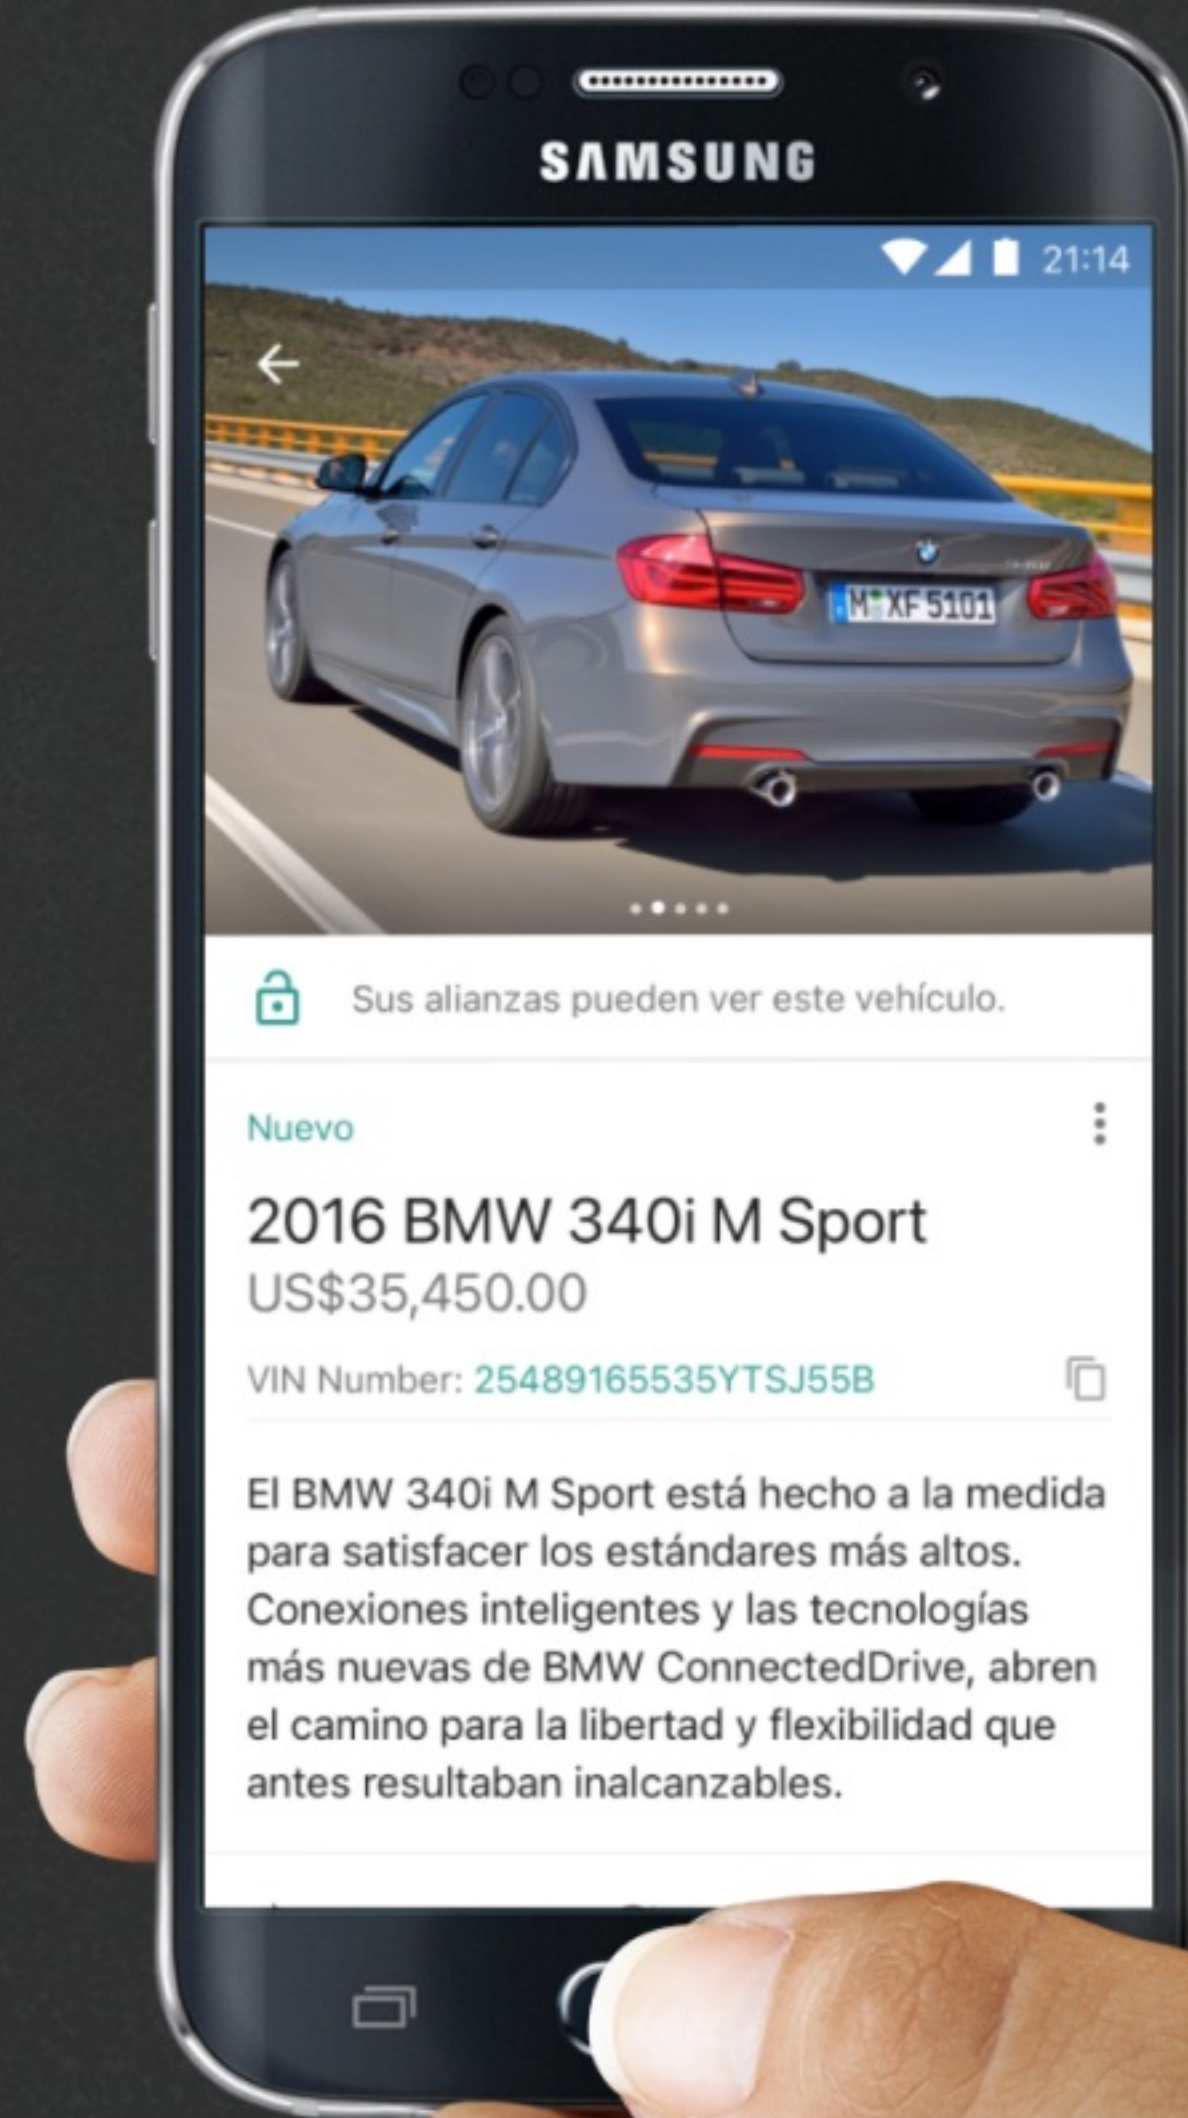 SAMSUNG
21:14
M XF 5101
Sus alianzas pueden ver este vehículo.
Nuevo
2016 BMW 340i M Sport
US$35,450.00
VIN Number: 25489165535YTSJ55B
El BMW 340i M Sport está hecho a la medida
para satisfacer los estándares más altos.
Conexiones inteligentes y las tecnologías
más nuevas de BMW ConnectedDrive, abren
el camino para la libertad y flexibilidad que
antes resultaban inalcanzables.